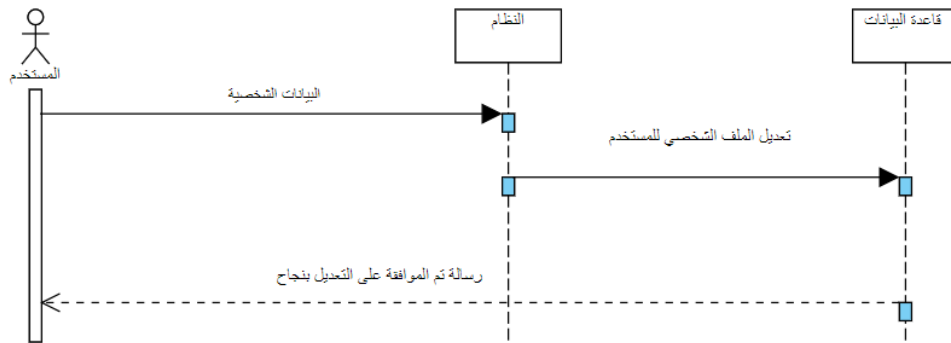 النظام
قاعدة البيانات
المستخدم
البيانات الشخصية
تعديل الملف الشخصي للمستخدم
رسالة تم الموافقة على التعديل بنجاح